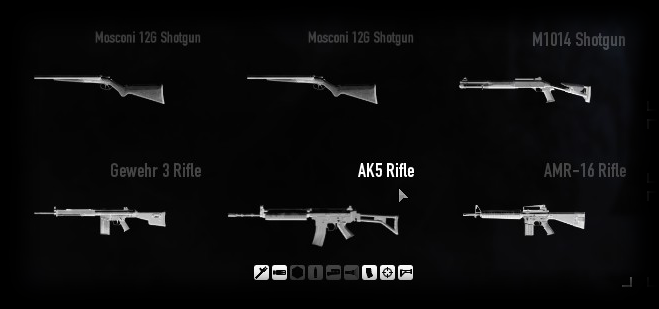 Mosconi 12G Shotgun
Mosconi 12G Shotgun
M1014 Shotgun
Gewehr 3 Rifle
AK5 Rifle
AMR-16 Rifle